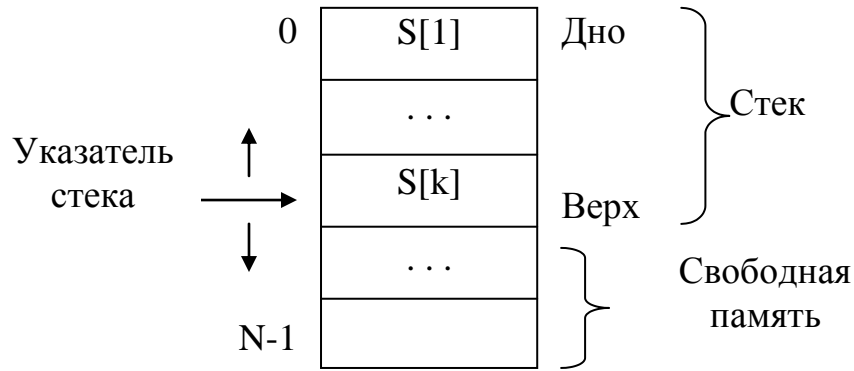 0 S[1] Дно
. . .
Стек
Указатель
стека
S[k]
Верх
. . .
Свободная
память
N-1